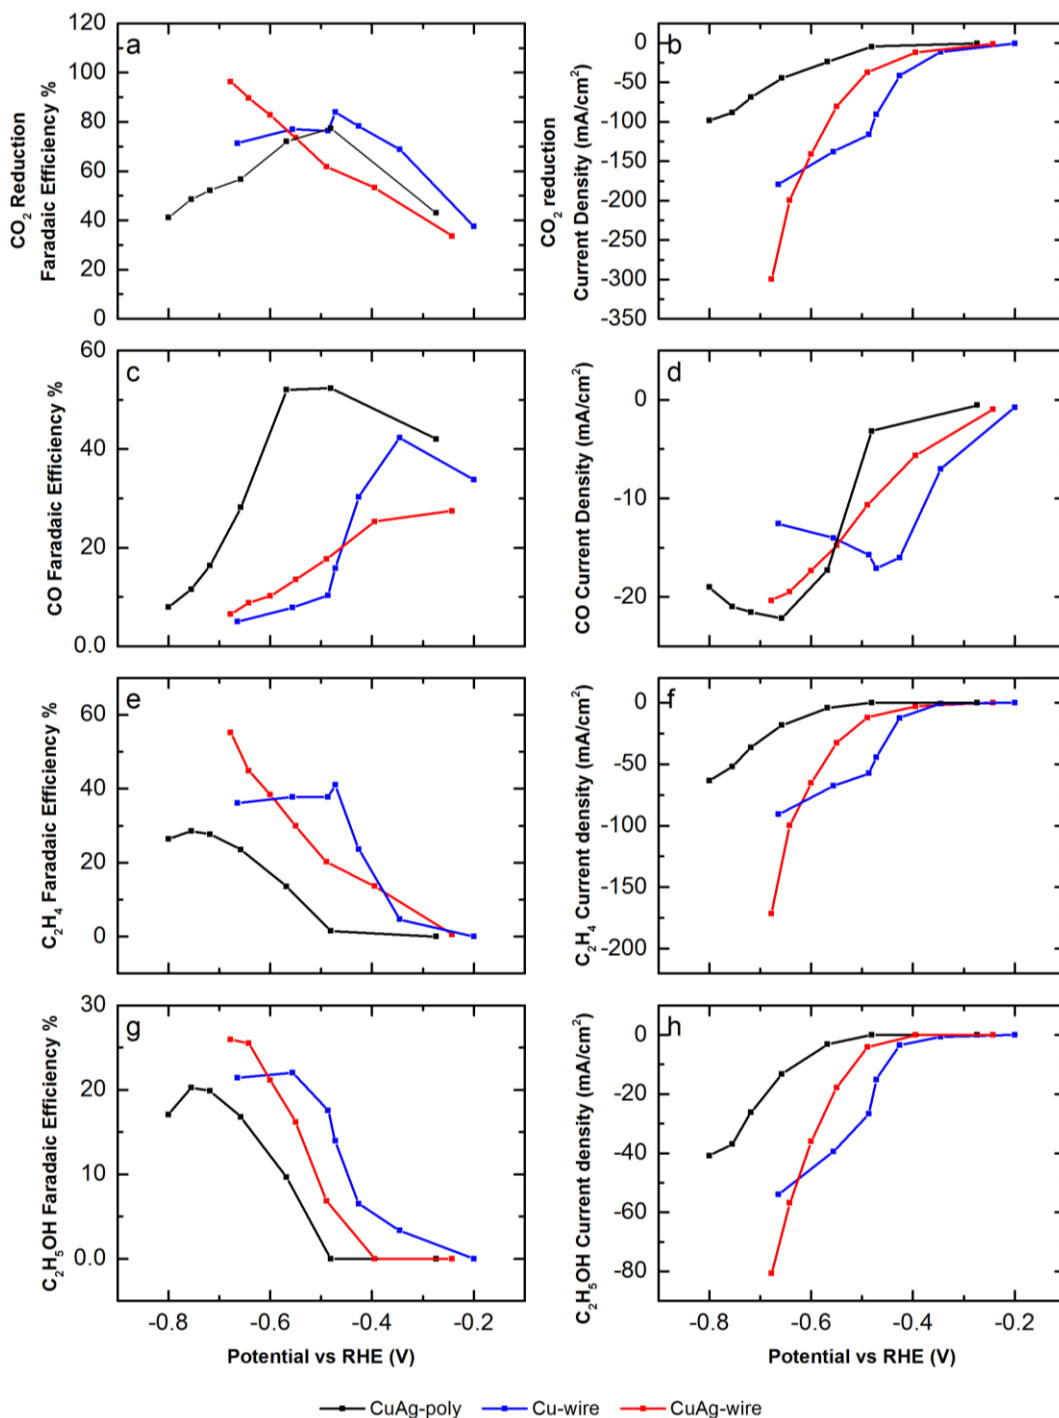 a
120
100
80
60
40
20
0
CO2 Reduction
Faradaic Efficiency %
b
0
-50
-100
-150
-200
-250
-300
-350
CO2 reduction
Current Density (mA/cm²)
c
60
40
20
0.0
CO Faradaic Efficiency %
d
0
-10
-20
CO Current Density (mA/cm²)
e
60
40
20
0
C2H4 Faradaic Efficiency %
f
0
-50
-100
-150
-200
C2H4 Current density (mA/cm²)
g
30
20
10
0.0
C2H5OH Faradaic Efficiency %
-0.8 -0.6 -0.4 -0.2
Potential vs RHE (V)
h
0
-20
-40
-60
-80
C2H5OH Current density (mA/cm²)
-0.8 -0.6 -0.4 -0.2
Potential vs RHE (V)
CuAg-poly Cu-wire CuAg-wire